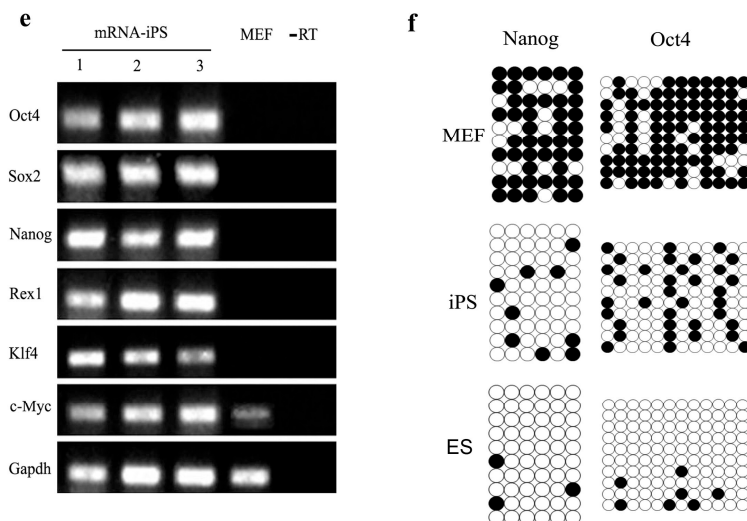 e
mRNA-iPS MEF -RT
1 2 3
Oct4
Sox2
Nanog
Rex1
Klf4
c-Myc
Gapdh
f
Nanog Oct4
MEF
iPS
ES